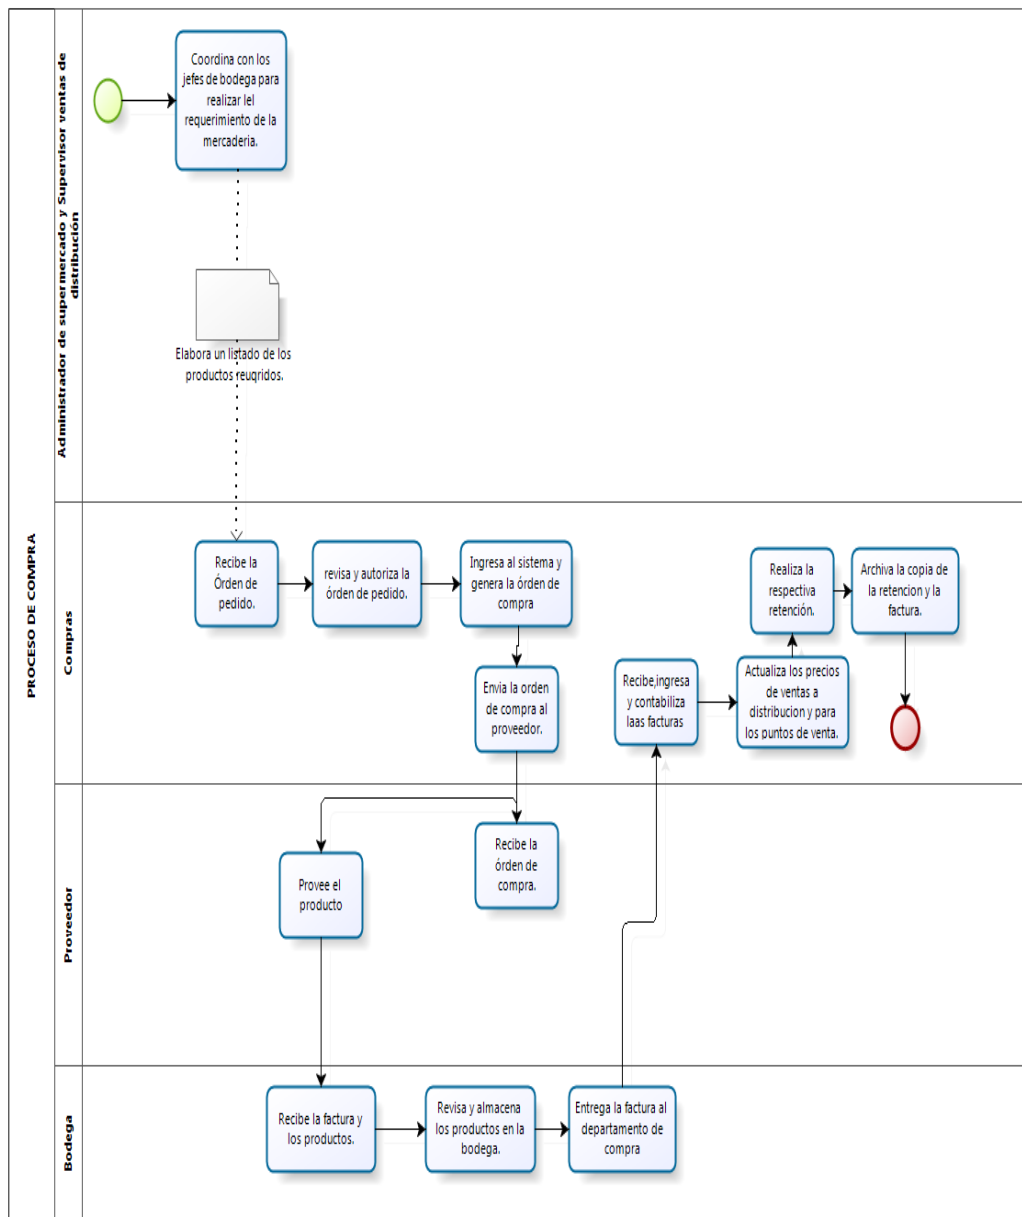 PROCESO DE COMPRA
Administrador de supermercado y Supervisor ventas de
distribución
Coordina con los
jefes de bodega para
realizar lel
requerimiento de la
mercaderia.
Elabora un listado de los
productos reuqridos.
Compras
Recibe la
Órden de
pedido.
revisa y autoriza la
órden de pedido.
Ingresa al sistema y
genera la órden de
compra
Envia la orden
de compra al
proveedor.
Recibe,ingresa
y contabiliza
laas facturas
Actualiza los precios
de ventas a
distribucion y para
los puntos de venta.
Realiza la
respectiva
retención.
Archiva la copia de
la retencion y la
factura.
Proveedor
Provee el
producto
Recibe la
órden de
compra.
Bodega
Recibe la factura y
los productos.
Revisa y almacena
los productos en la
bodega.
Entrega la factura al
departamento de
compra